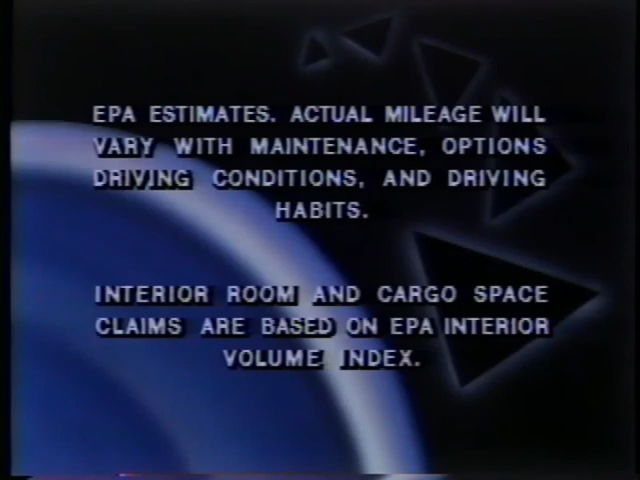 EPA ESTIMATES. ACTUAL MILEAGE WILL
VARY WITH MAINTENANCE, OPTIONS
DRIVING CONDITIONS, AND DRIVING
HABITS.
INTERIOR ROOM AND CARGO SPACE
CLAIMS ARE BASED ON EPA INTERIOR
VOLUME INDEX.